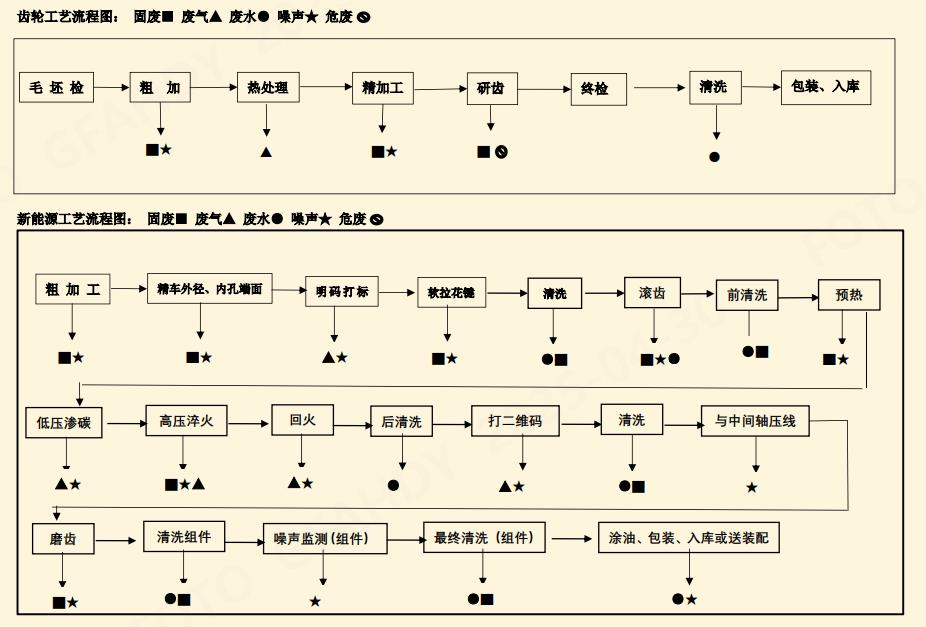 齿轮工艺流程图： 固废■ 废气▲ 废水● 噪声★ 危废⊘
毛 坯 检 粗 加 热处理 精加工 研齿 终检 清洗 包装、入库
■★ ▲ ■★ ■⊘ ●
新能源工艺流程图： 固废■ 废气▲ 废水● 噪声★ 危废⊘
粗 加 工 精车外径、内孔端面 明码打标 软拉花键 清洗 滚齿 前清洗 预热
■★ ■★ ▲★ ■★ ●■ ■★● ●■ ■★
低压渗碳 高压淬火 回火 后清洗 打二维码 清洗 与中间轴压线
▲★ ■★▲ ▲★ ● ▲★ ●■ ★
磨齿 清洗组件 噪声监测(组件) 最终清洗（组件） 涂油、包装、入库或送装配
■★ ●■ ★ ●■ ●★